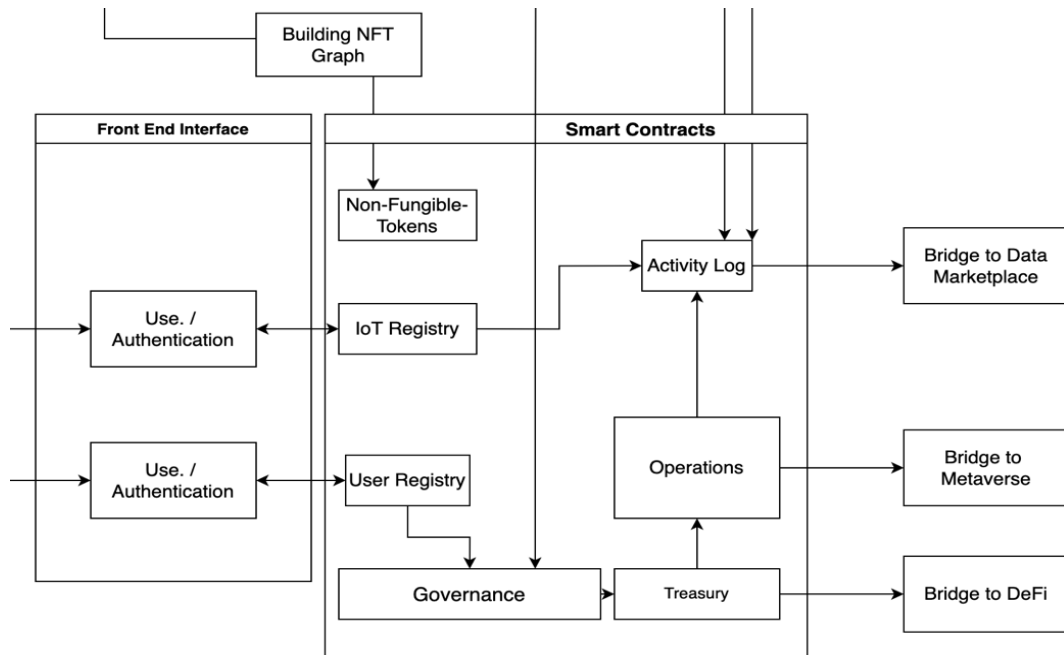 Building NFT
Graph
Front End Interface
Smart Contracts
Non-Fungible-
Tokens
Activity Log
Bridge to Data
Marketplace
Use. /
Authentication
IoT Registry
Use. /
Authentication
User Registry
Operations
Bridge to
Metaverse
Governance
Treasury
Bridge to DeFi